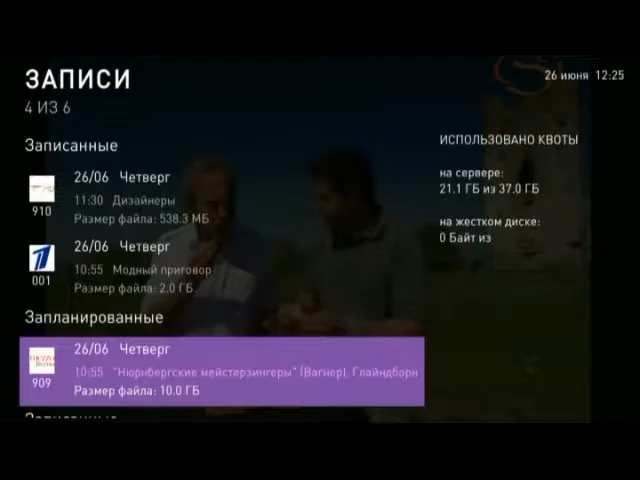 26 июня 12:25
ЗАПИСИ
4 ИЗ 6
Записанные
26/06 Четверг
11:30 Дизайнеры
Размер файла: 538.3 МБ
910
26/06 Четверг
10:55 Модный приговор
Размер файла: 2.0 ГБ
001
Запланированные
26/06 Четверг
10:55 "Нюрнбергские мейстерзингеры" (Вагнер), Глайндборн
Размер файла: 10.0 ГБ
909
ИСПОЛЬЗОВАНО КВОТЫ
на сервере:
21.1 ГБ из 37.0 ГБ
на жестком диске:
0 Байт из